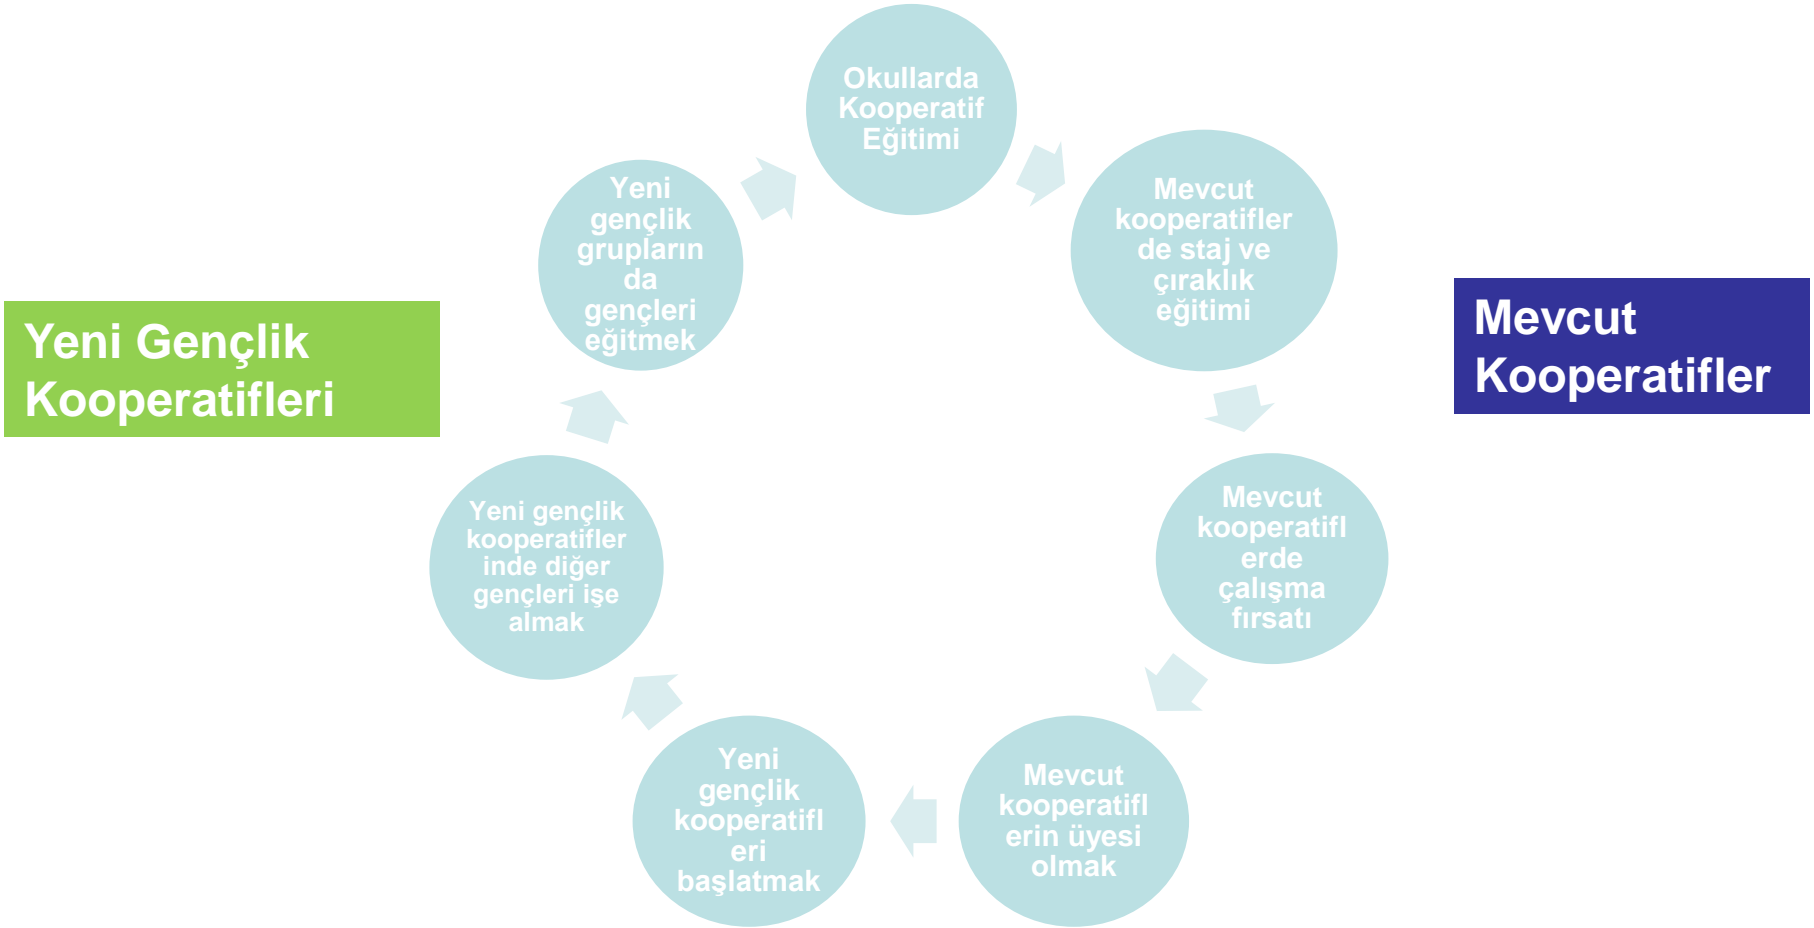 Okullarda
Kooperatif
Eğitimi
Mevcut
kooperatifler
de staj ve
çıraklık
eğitimi
Mevcut
kooperatifl
erde
çalışma
fırsatı
Mevcut
kooperatifl
erin üyesi
olmak
Yeni
gençlik
kooperatifl
eri
başlatmak
Yeni gençlik
kooperatifler
inde diğer
gençleri işe
almak
Yeni
gençlik
grupların
da
gençleri
eğitmek
Yeni Gençlik
Kooperatifleri
Mevcut
Kooperatifler